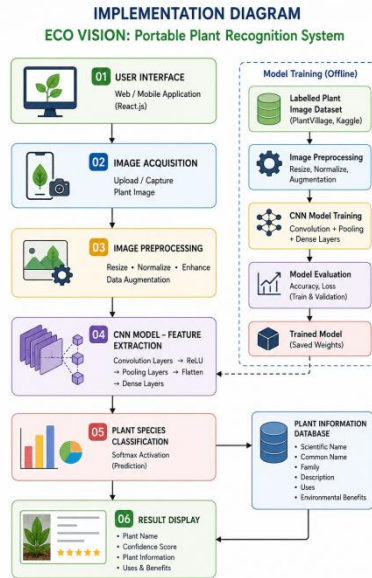 IMPLEMENTATION DIAGRAM
ECO VISION: Portable Plant Recognition System
01 USER INTERFACE
Web / Mobile Application
(React.js)
02 IMAGE ACQUISITION
Upload / Capture
Plant Image
03 IMAGE PREPROCESSING
Resize • Normalize • Enhance
Data Augmentation
04 CNN MODEL – FEATURE
EXTRACTION
Convolution Layers → ReLU
→ Pooling Layers → Flatten
→ Dense Layers
05 PLANT SPECIES
CLASSIFICATION
Softmax Activation
(Prediction)
06 RESULT DISPLAY
• Plant Name
• Confidence Score
• Plant Information
• Uses & Benefits
Model Training (Offline)
Labelled Plant
Image Dataset
(PlantVillage, Kaggle)
Image Preprocessing
Resize, Normalize,
Augmentation
CNN Model Training
Convolution + Pooling
+ Dense Layers
Model Evaluation
Accuracy, Loss
(Train & Validation)
Trained Model
(Saved Weights)
PLANT INFORMATION
DATABASE
• Scientific Name
• Common Name
• Family
• Description
• Uses
• Environmental Benefits